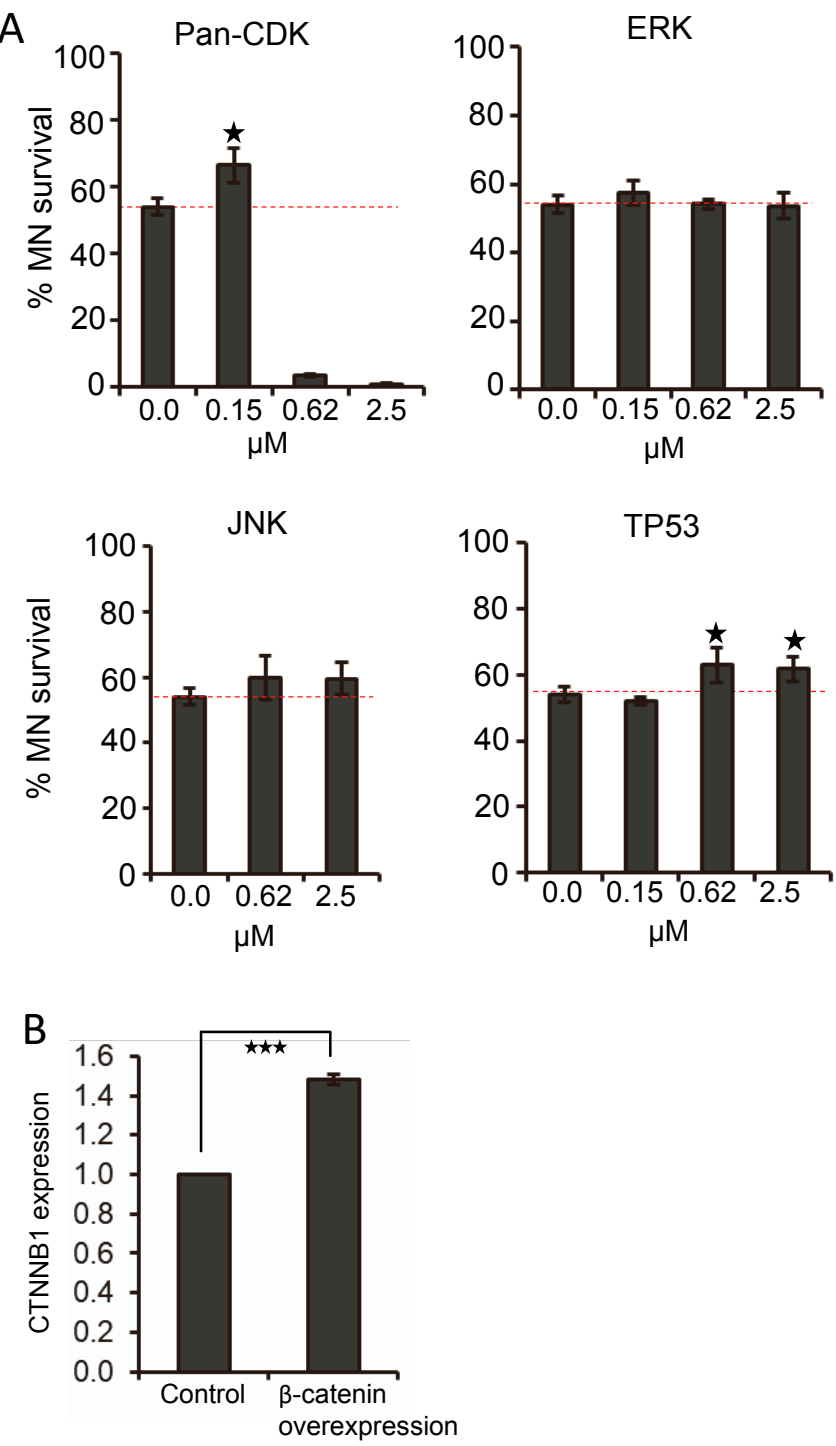 A
Pan-CDK
% MN survival
100
80
60
40
20
0
★
0.0 0.15 0.62 2.5
µM
ERK
100
80
60
40
20
0
0.0 0.15 0.62 2.5
µM
JNK
% MN survival
100
80
60
40
20
0
0.0 0.62 2.5
µM
TP53
100
80
60
40
20
0
★ ★
0.0 0.15 0.62 2.5
µM
B
CTNNB1 expression
1.6
1.4
1.2
1.0
0.8
0.6
0.4
0.2
0.0
★★★
Control
β-catenin
overexpression